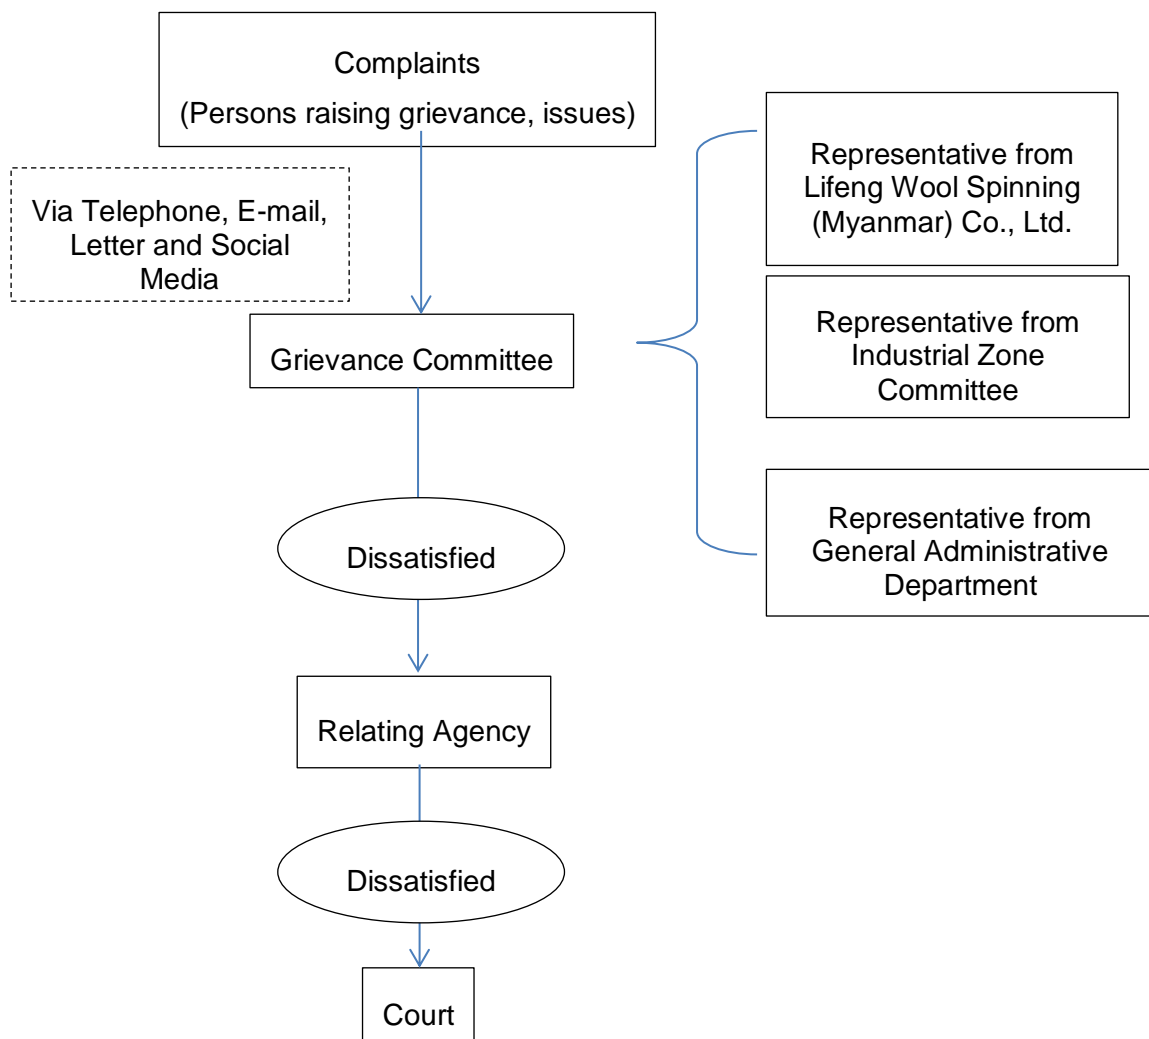 Complaints
(Persons raising grievance, issues)
Via Telephone, E-mail,
Letter and Social
Media
Grievance Committee
Representative from
Lifeng Wool Spinning
(Myanmar) Co., Ltd.
Representative from
Industrial Zone
Committee
Representative from
General Administrative
Department
Dissatisfied
Relating Agency
Dissatisfied
Court